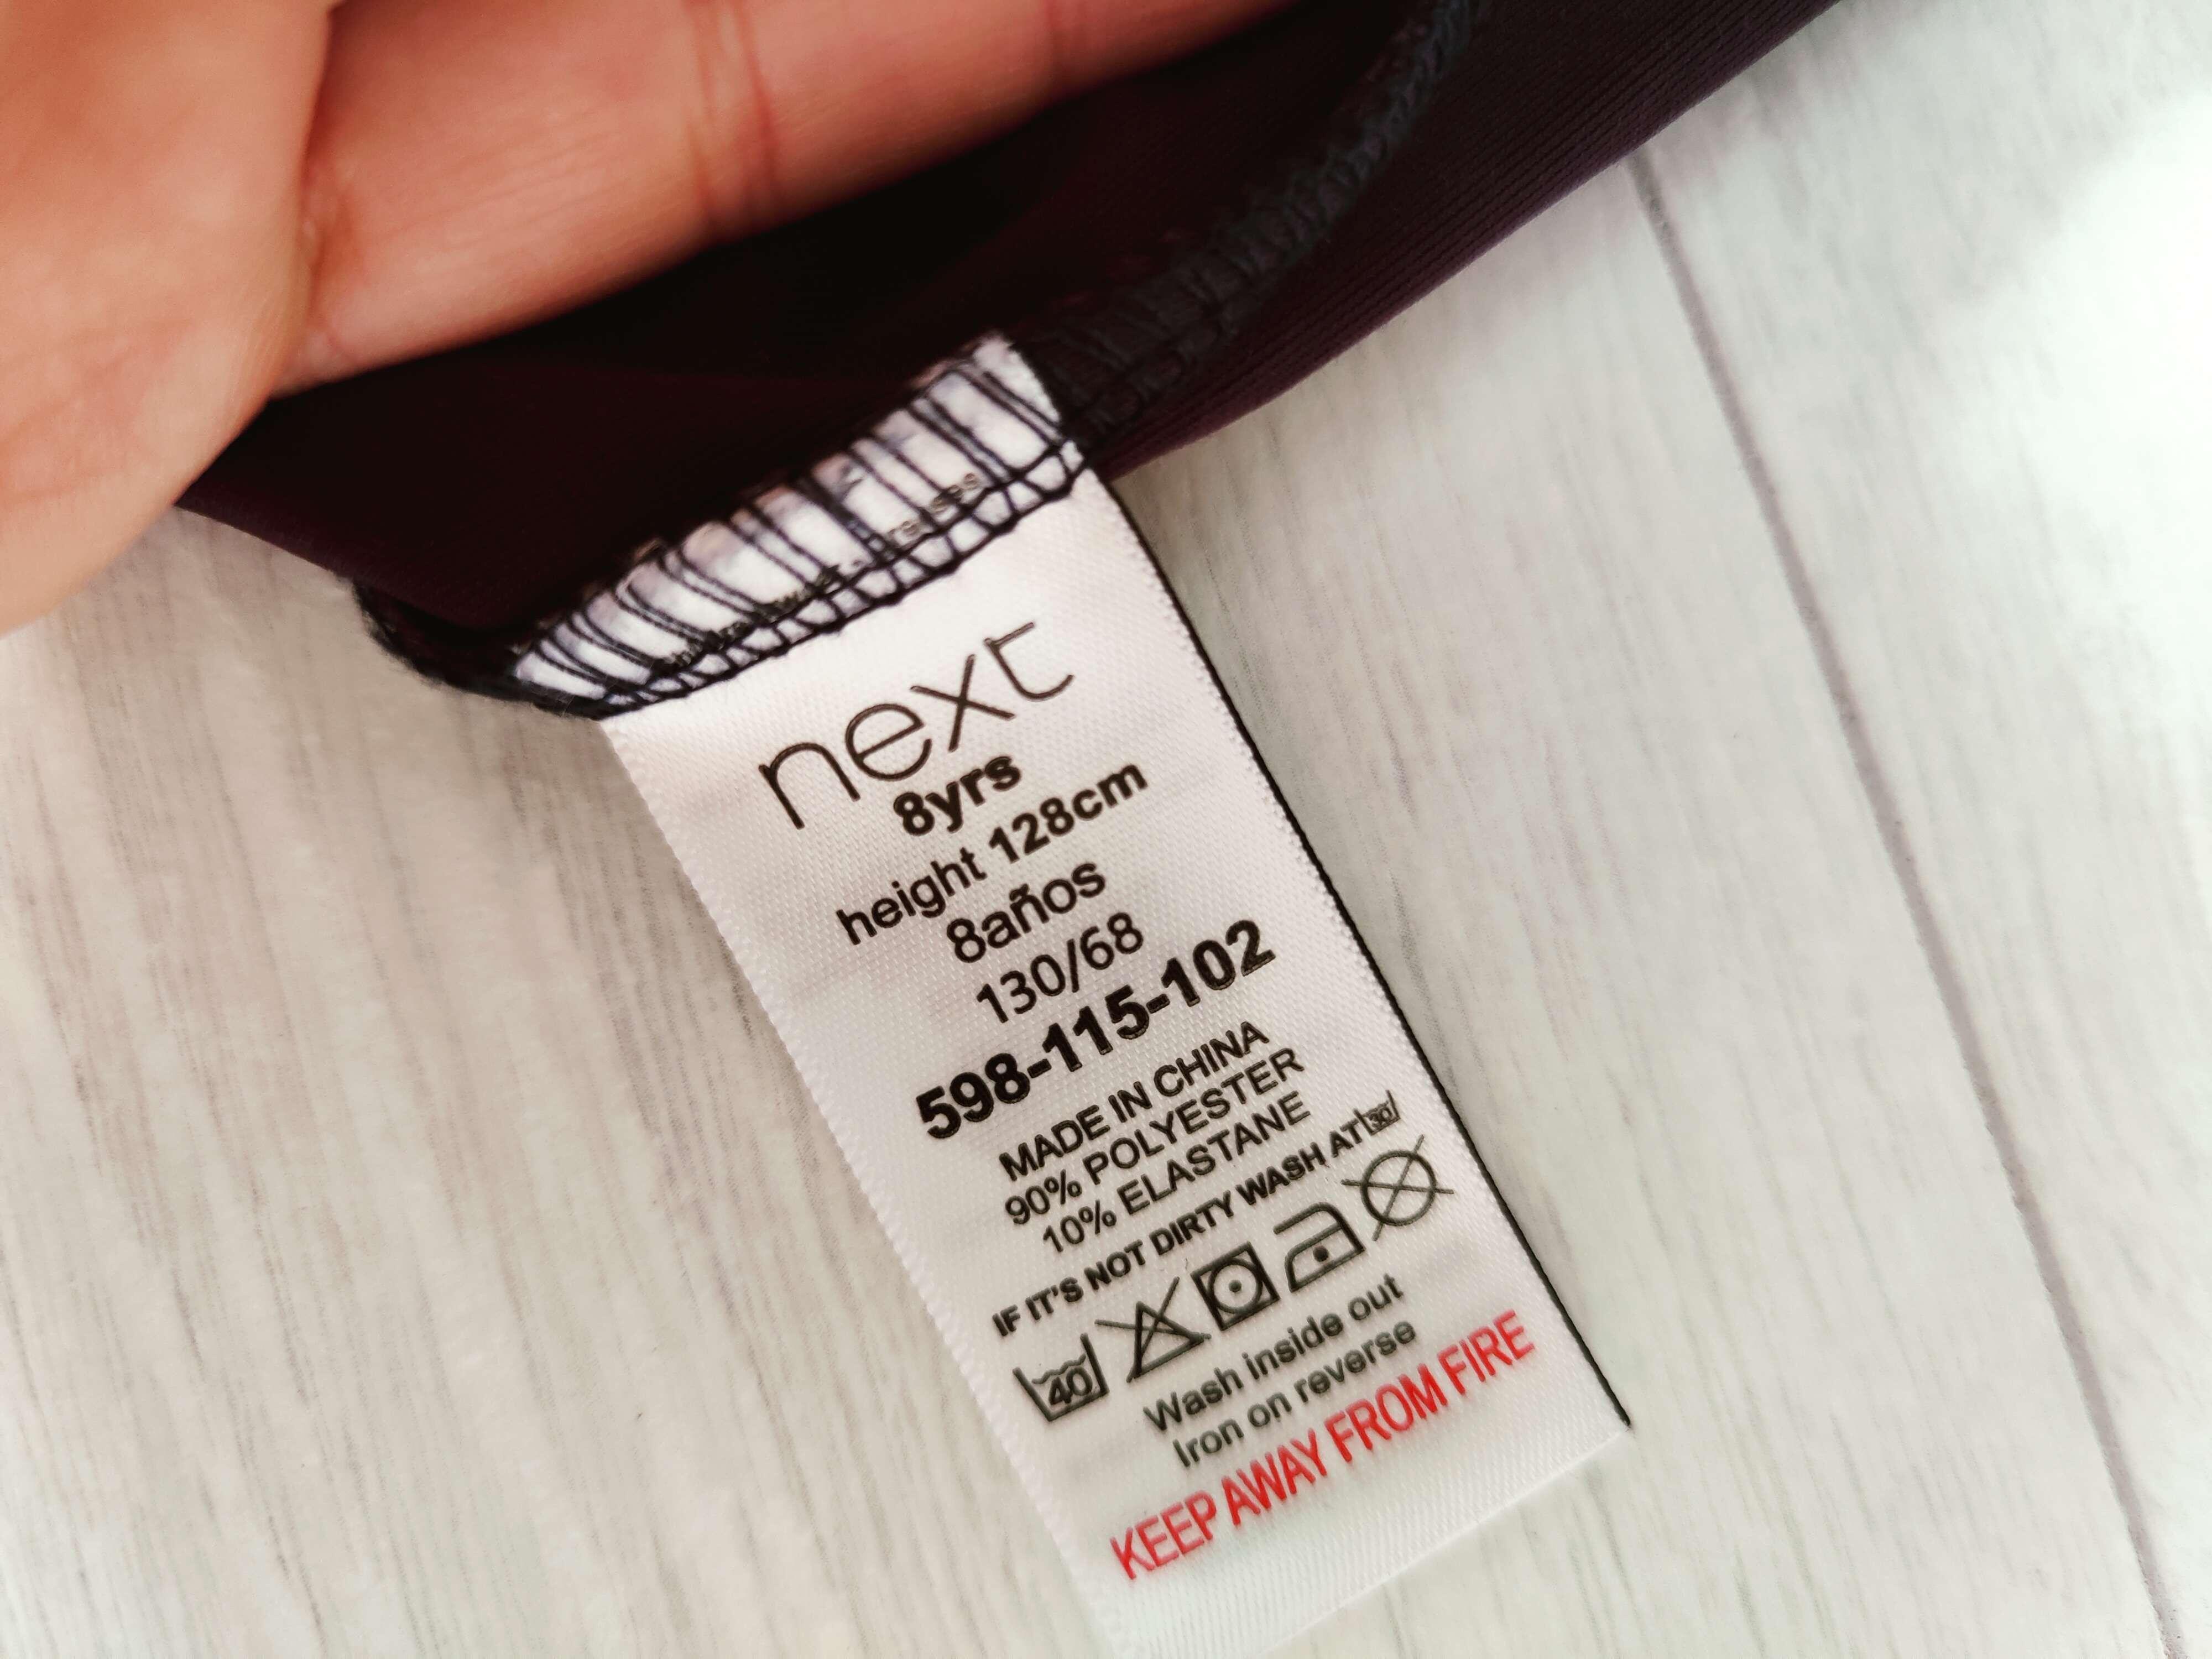 next
8yrs
height 128cm
8años
130/68
598-115-102
MADE IN CHINA
90% POLYESTER
10% ELASTANE
IF IT'S NOT DIRTY WASH AT 30
40
Wash inside out
Iron on reverse
KEEP AWAY FROM FIRE